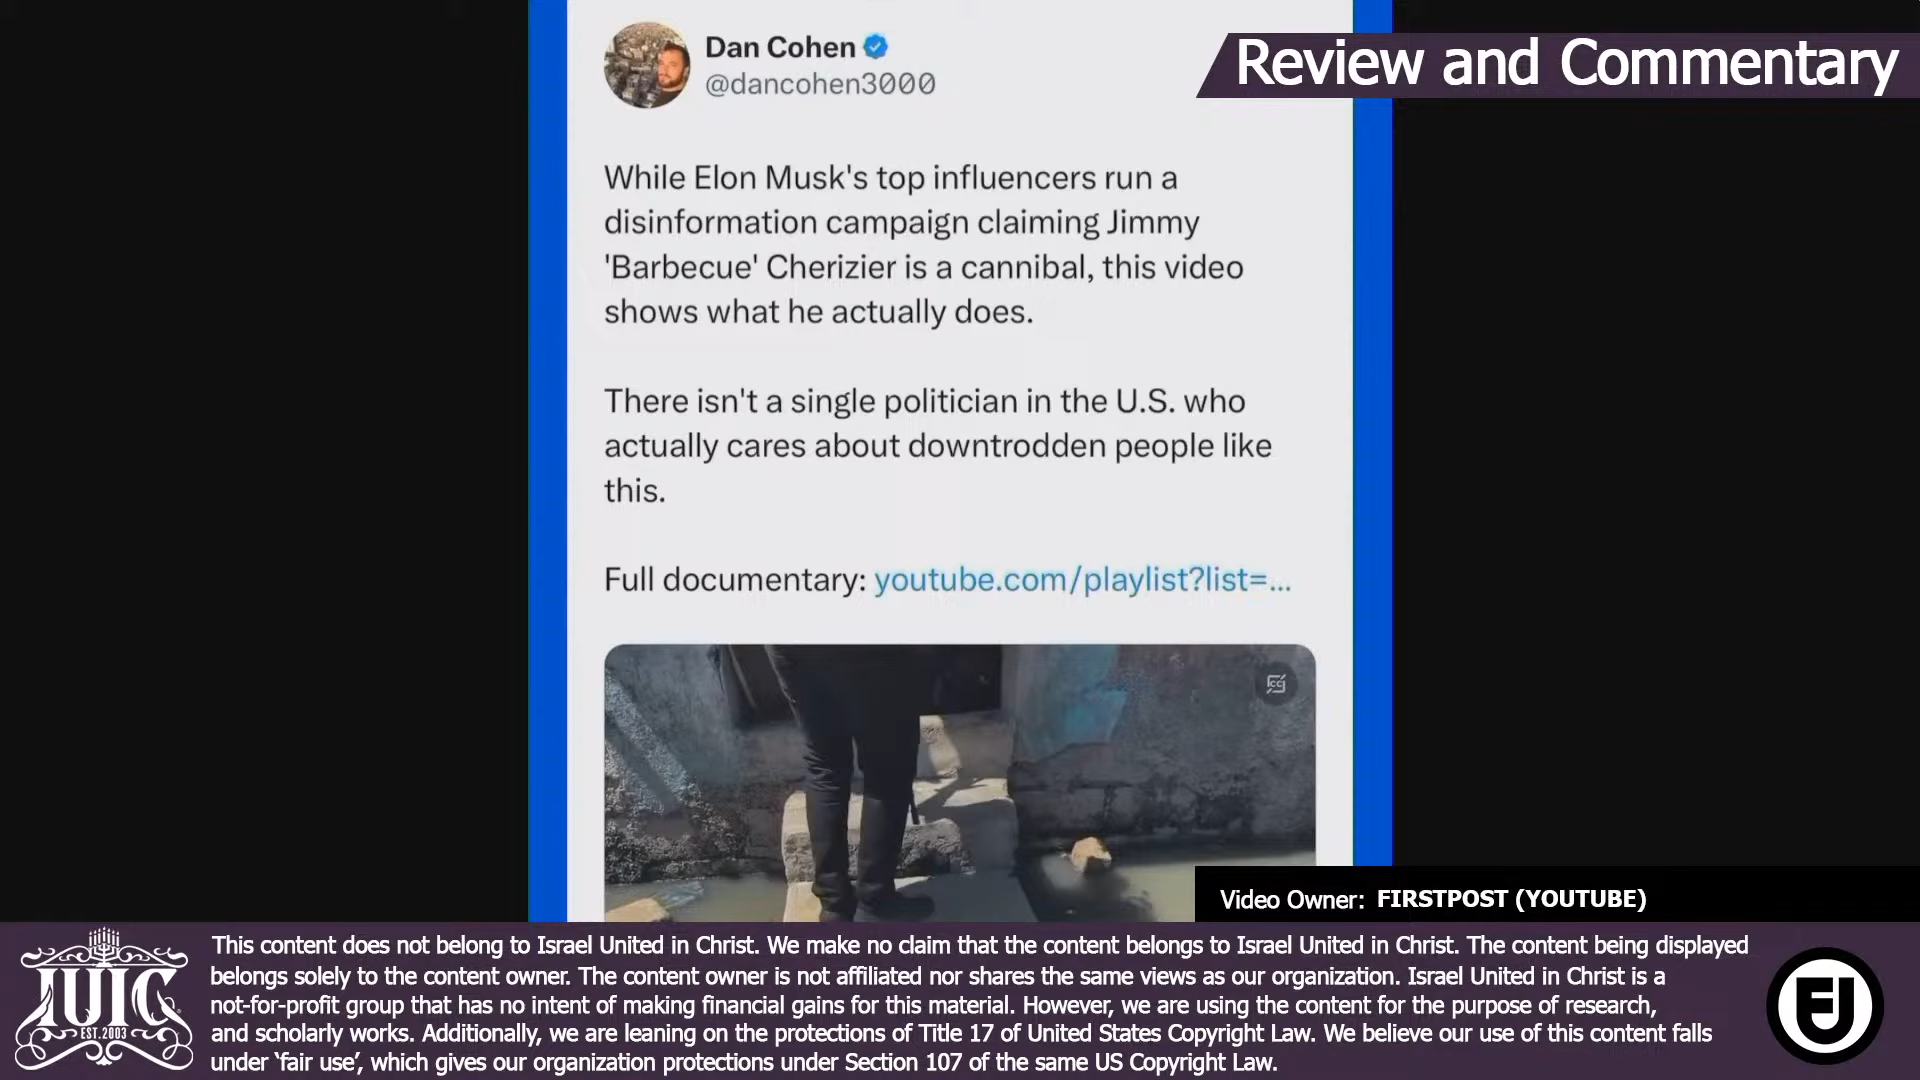 Dan Cohen
@dancohen3000
Review and Commentary
While Elon Musk's top influencers run a
disinformation campaign claiming Jimmy
'Barbecue' Cherizier is a cannibal, this video
shows what he actually does.
There isn't a single politician in the U.S. who
actually cares about downtrodden people like
this.
Full documentary: youtube.com/playlist?list=...
Video Owner: FIRSTPOST (YOUTUBE)
IUIC
EST. 2003
This content does not belong to Israel United in Christ. We make no claim that the content belongs to Israel United in Christ. The content being displayed
belongs solely to the content owner. The content owner is not affiliated nor shares the same views as our organization. Israel United in Christ is a
not-for-profit group that has no intent of making financial gains for this material. However, we are using the content for the purpose of research,
and scholarly works. Additionally, we are leaning on the protections of Title 17 of United States Copyright Law. We believe our use of this content falls
under ‘fair use’, which gives our organization protections under Section 107 of the same US Copyright Law.